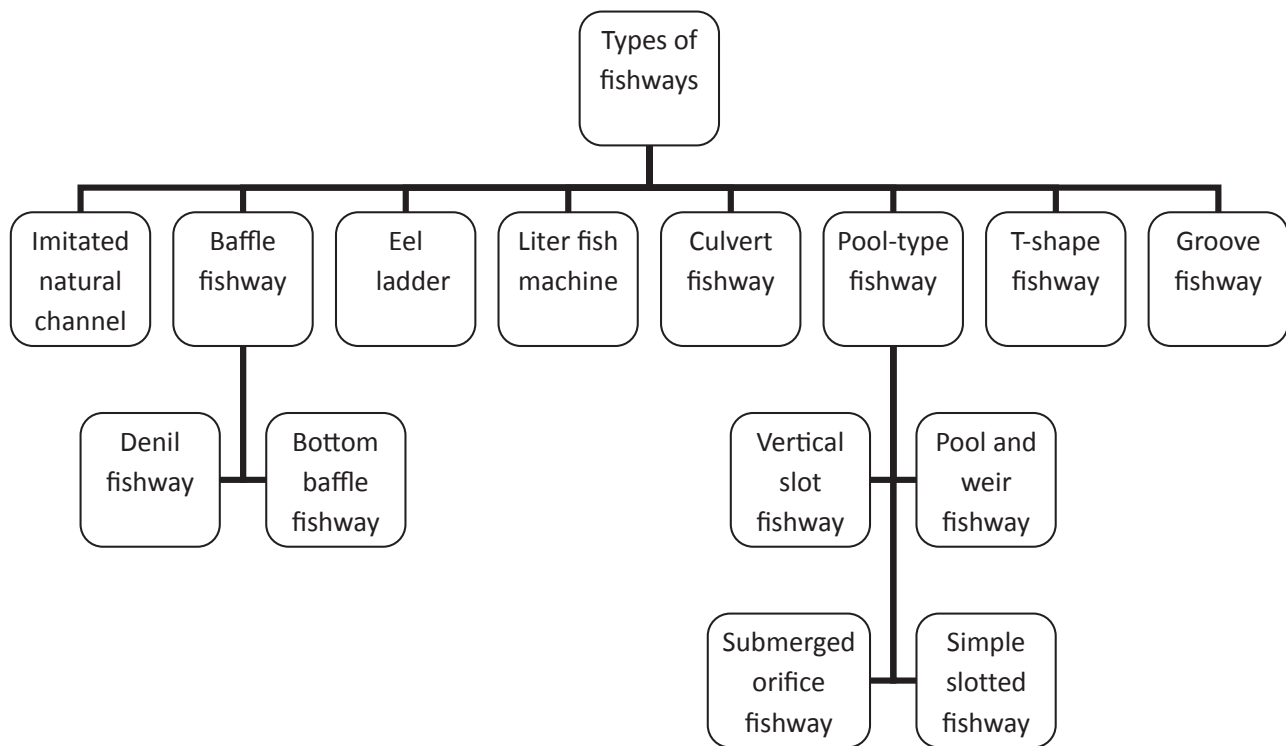 Types of
fishways
Imitated
natural
channel
Baffle
fishway
Eel
ladder
Liter fish
machine
Culvert
fishway
Pool-type
fishway
T-shape
fishway
Groove
fishway
Denil
fishway
Bottom
baffle
fishway
Vertical
slot
fishway
Pool and
weir
fishway
Submerged
orifice
fishway
Simple
slotted
fishway